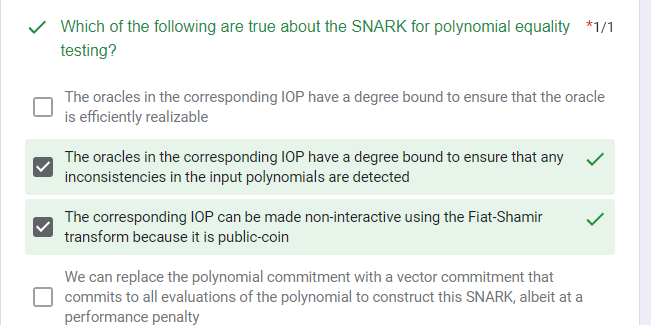 Which of the following are true about the SNARK for polynomial equality *1/1
testing?
The oracles in the corresponding IOP have a degree bound to ensure that the oracle
is efficiently realizable
The oracles in the corresponding IOP have a degree bound to ensure that any
inconsistencies in the input polynomials are detected
The corresponding IOP can be made non-interactive using the Fiat-Shamir
transform because it is public-coin
We can replace the polynomial commitment with a vector commitment that
commits to all evaluations of the polynomial to construct this SNARK, albeit at a
performance penalty